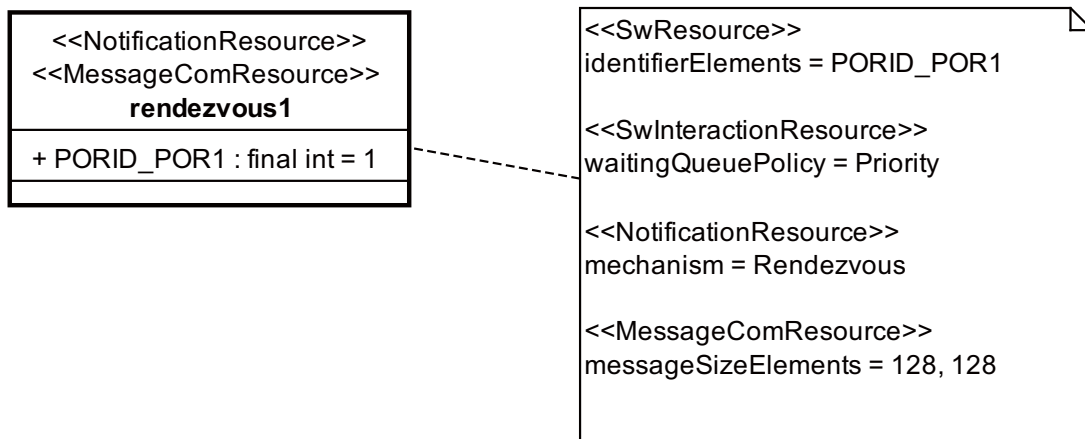 <<NotificationResource>>
<<MessageComResource>>
rendezvous1
+ PORID_POR1 : final int = 1
<<SwResource>>
identifierElements = PORID_POR1
<<SwInteractionResource>>
waitingQueuePolicy = Priority
<<NotificationResource>>
mechanism = Rendezvous
<<MessageComResource>>
messageSizeElements = 128, 128